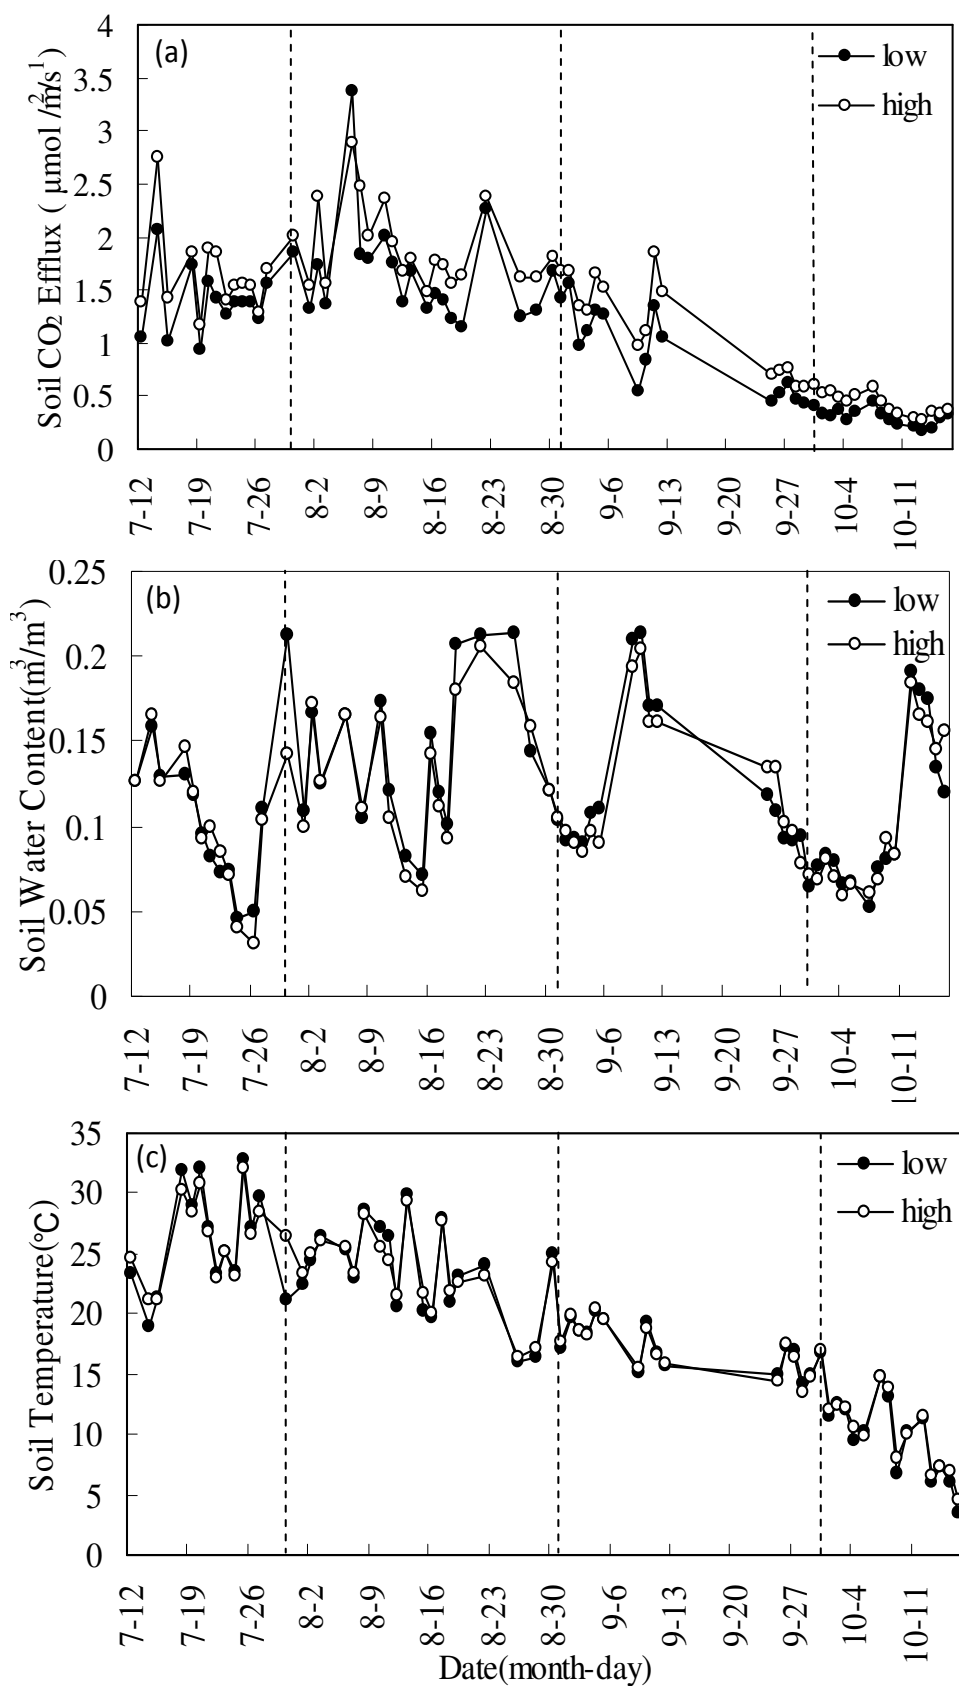 (a)
low
high
4
3.5
3
2.5
2
1.5
1
0.5
0
Soil CO₂ Efflux ( μmol /m²/s¹)
7-12 7-19 7-26 8-2 8-9 8-16 8-23 8-30 9-6 9-13 9-20 9-27 10-4 10-11
(b)
low
high
0.25
0.2
0.15
0.1
0.05
0
Soil Water Content(m³/m³)
7-12 7-19 7-26 8-2 8-9 8-16 8-23 8-30 9-6 9-13 9-20 9-27 10-4 10-11
(c)
low
high
35
30
25
20
15
10
5
0
Soil Temperature(℃)
7-12 7-19 7-26 8-2 8-9 8-16 8-23 8-30 9-6 9-13 9-20 9-27 10-4 10-11
Date(month-day)